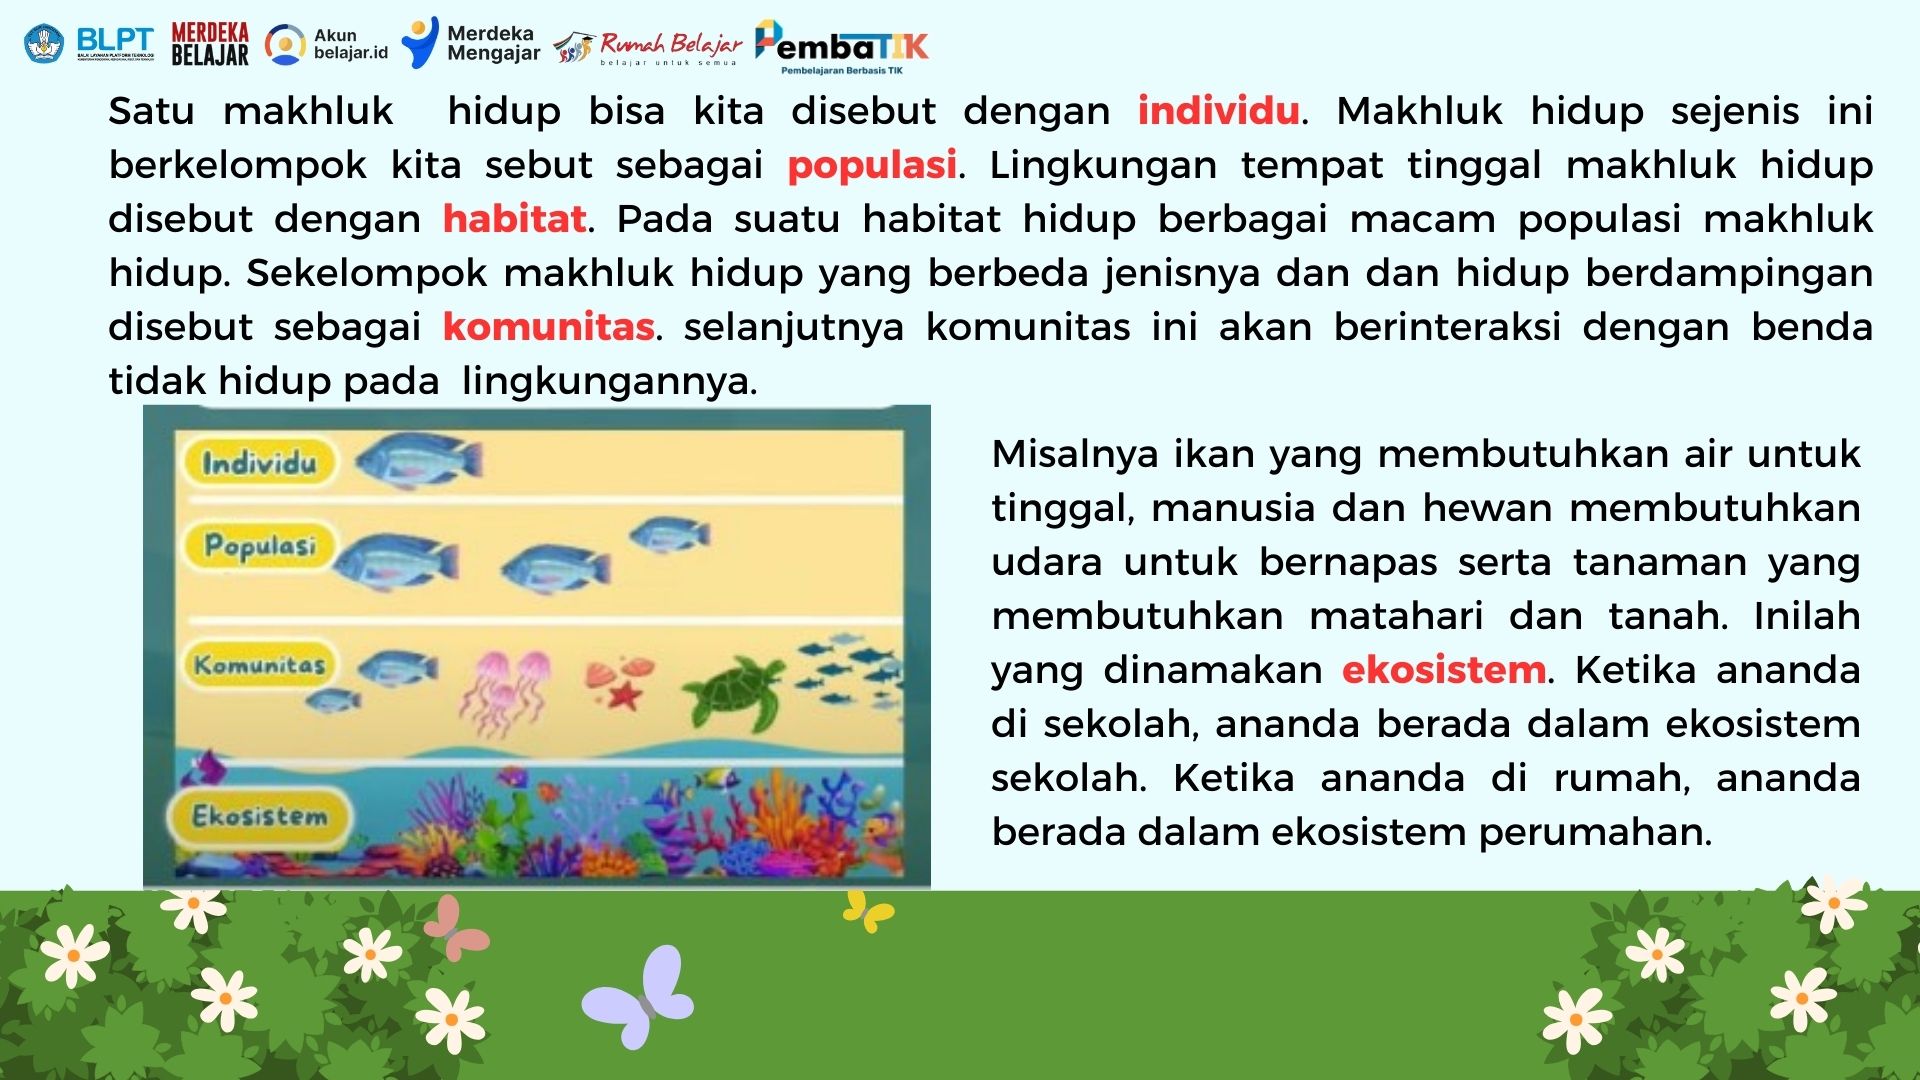 BLPT
MERDEKA
BELAJAR
Akun
belajar.id
Merdeka
Mengajar
Rumah Belajar
belajar untuk semua
PembaTIK
Pembelajaran Berbasis TIK
Satu makhluk hidup bisa kita disebut dengan individu. Makhluk hidup sejenis ini
berkelompok kita sebut sebagai populasi. Lingkungan tempat tinggal makhluk hidup
disebut dengan habitat. Pada suatu habitat hidup berbagai macam populasi makhluk
hidup. Sekelompok makhluk hidup yang berbeda jenisnya dan dan hidup berdampingan
disebut sebagai komunitas. selanjutnya komunitas ini akan berinteraksi dengan benda
tidak hidup pada lingkungannya.
Individu
Populasi
Komunitas
Ekosistem
Misalnya ikan yang membutuhkan air untuk
tinggal, manusia dan hewan membutuhkan
udara untuk bernapas serta tanaman yang
membutuhkan matahari dan tanah. Inilah
yang dinamakan ekosistem. Ketika ananda
di sekolah, ananda berada dalam ekosistem
sekolah. Ketika ananda di rumah, ananda
berada dalam ekosistem perumahan.